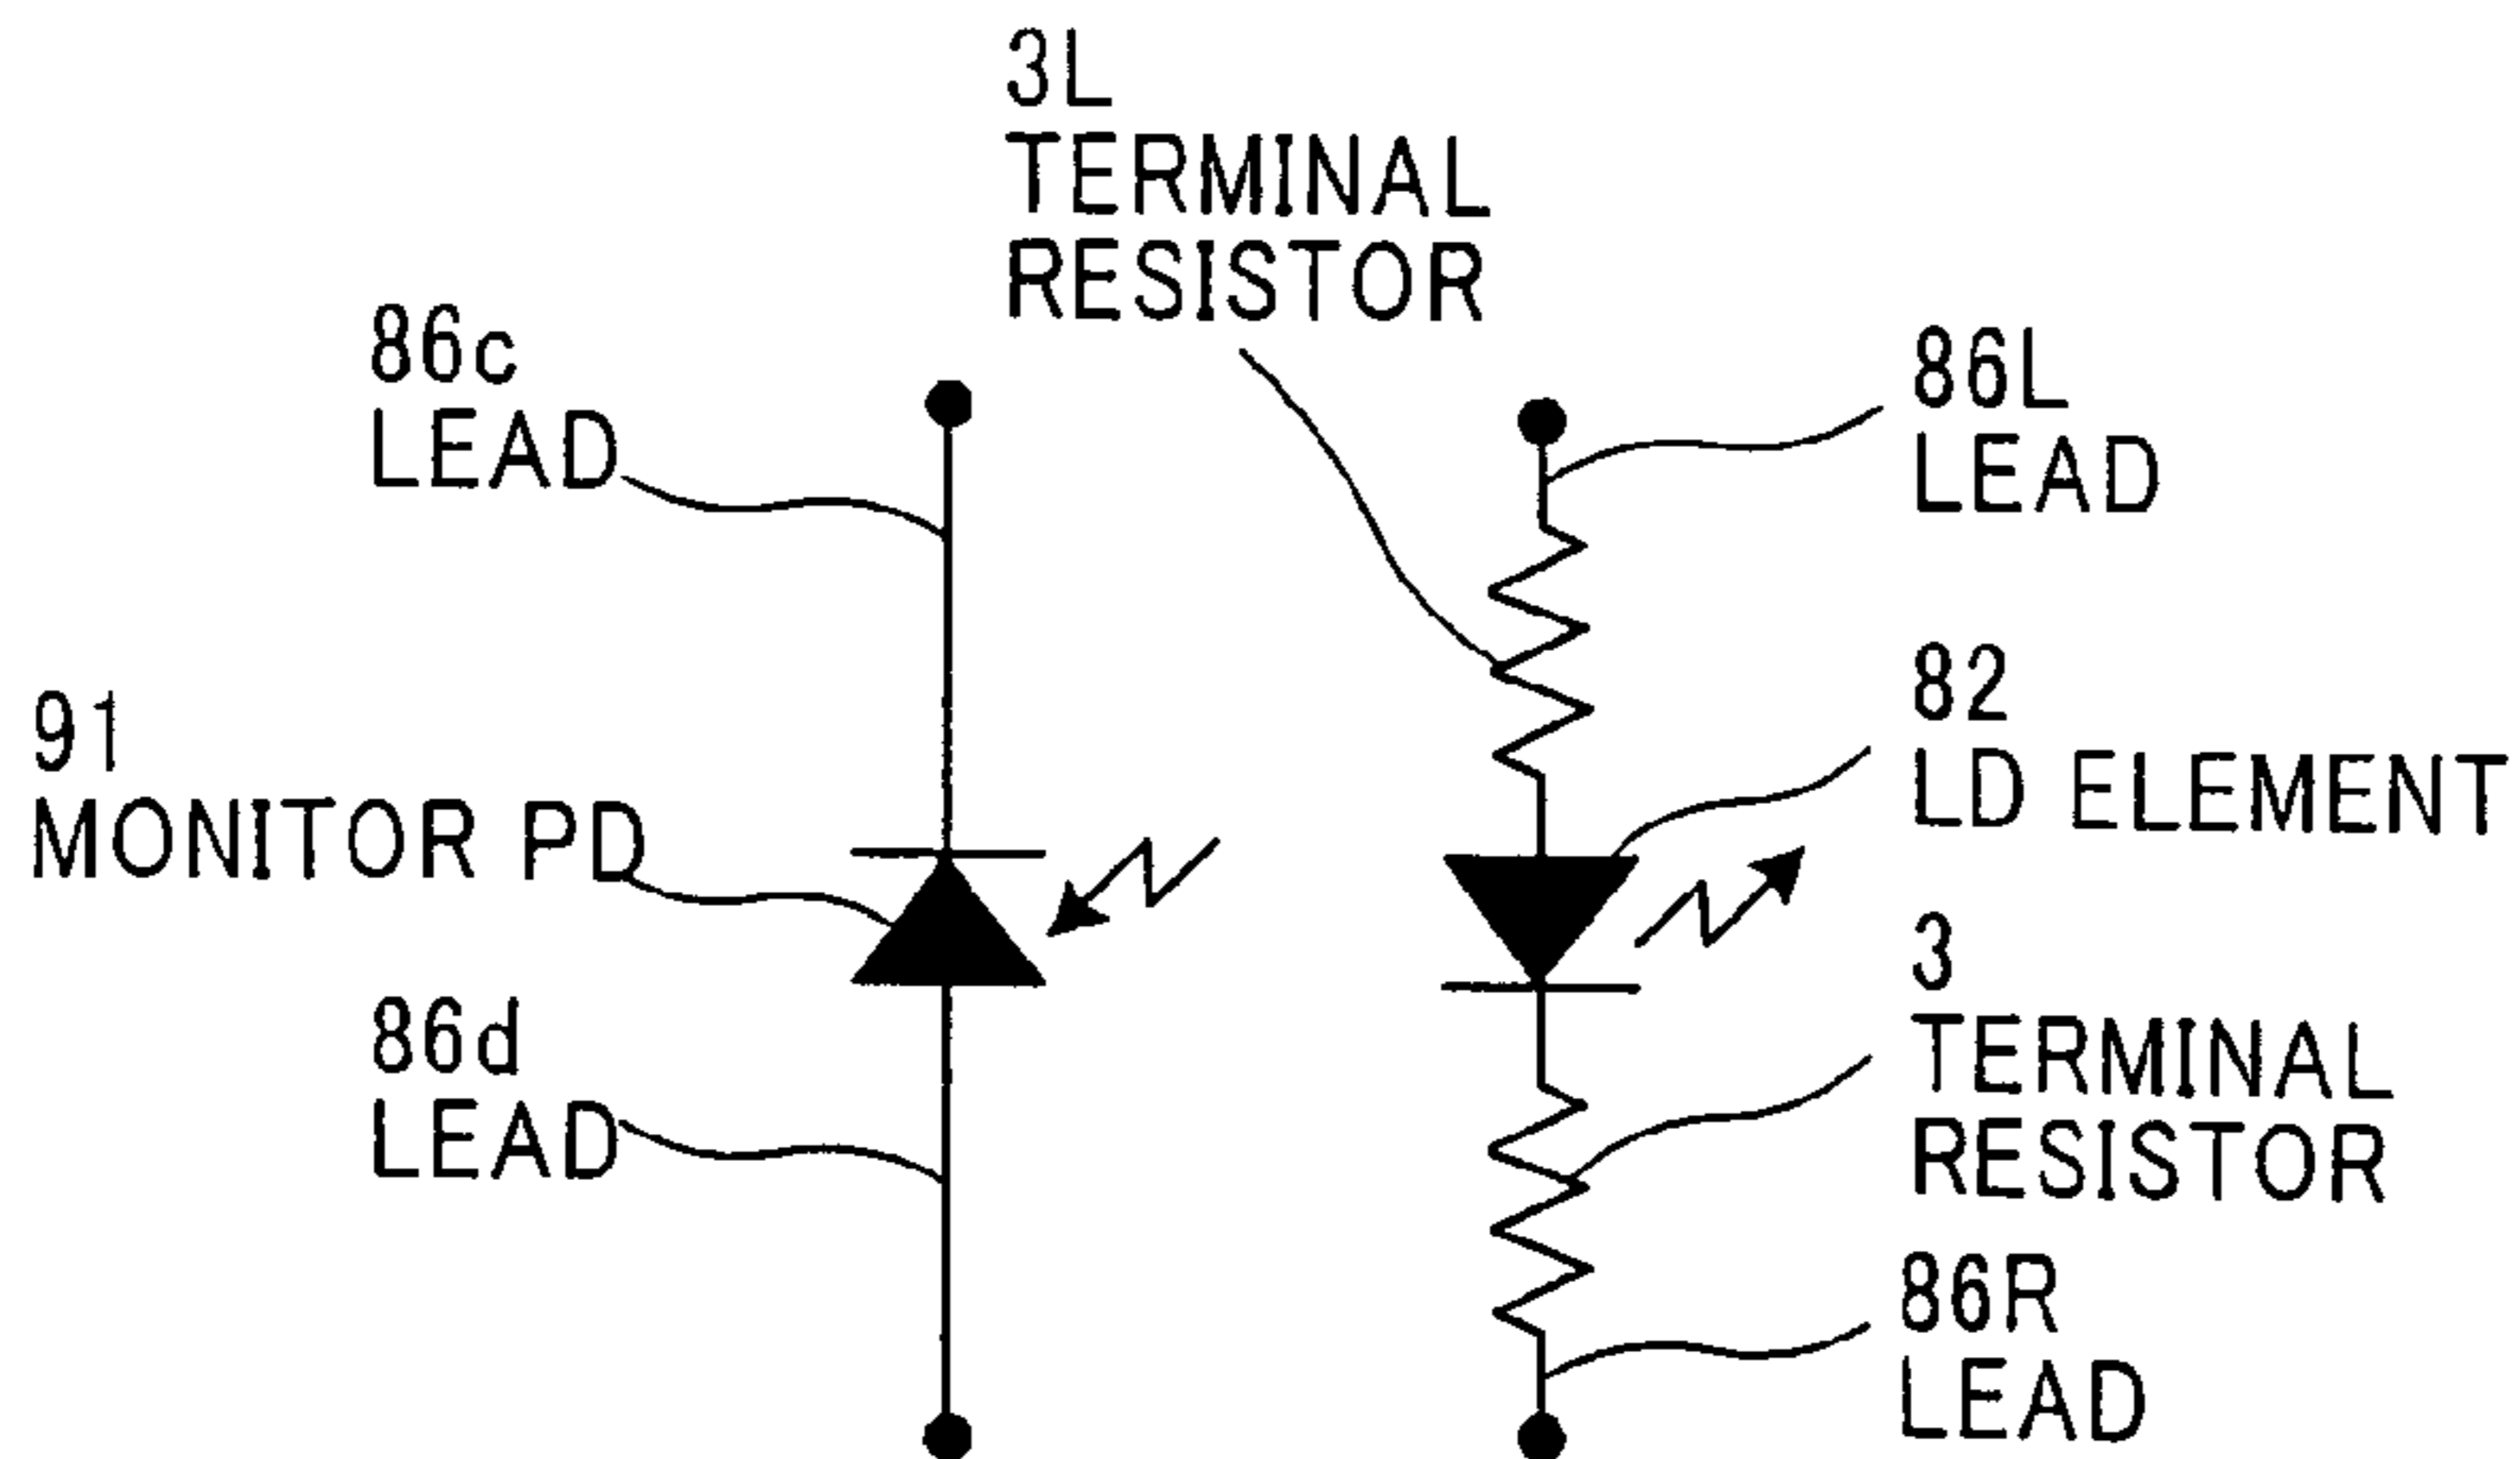 3L
TERMINAL
RESISTOR
86c
LEAD
86L
LEAD
91
MONITOR PD
82
LD ELEMENT
86d
LEAD
3
TERMINAL
RESISTOR
86R
LEAD